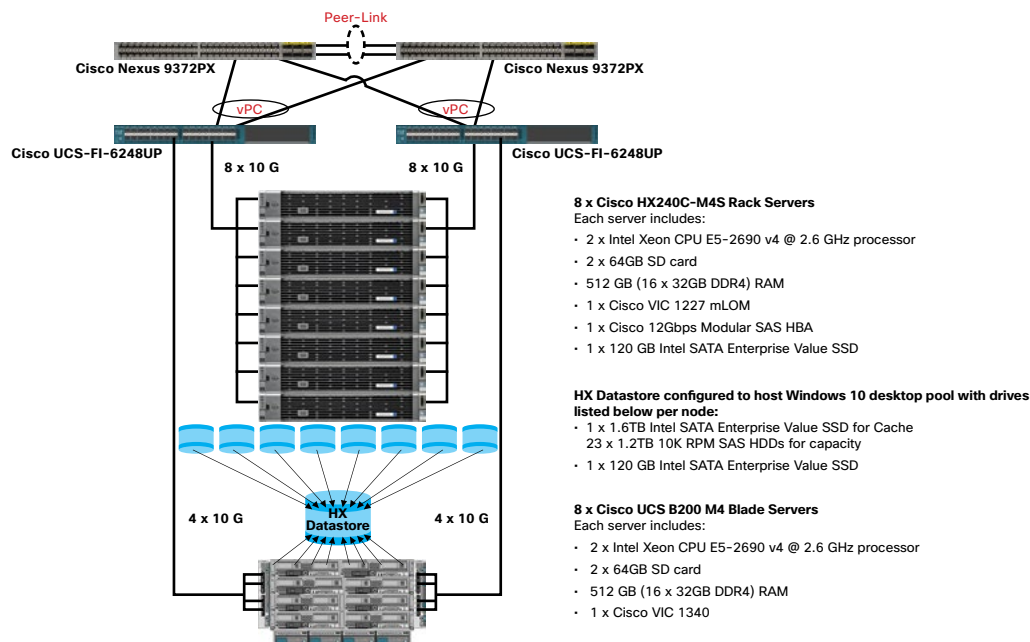 Peer-Link
Cisco Nexus 9372PX
Cisco Nexus 9372PX
vPC
vPC
Cisco UCS-FI-6248UP
Cisco UCS-FI-6248UP
8 x 10 G
8 x 10 G
8 x Cisco HX240C-M4S Rack Servers
Each server includes:
• 2 x Intel Xeon CPU E5-2690 v4 @ 2.6 GHz processor
• 2 x 64GB SD card
• 512 GB (16 x 32GB DDR4) RAM
• 1 x Cisco VIC 1227 mLOM
• 1 x Cisco 12Gbps Modular SAS HBA
• 1 x 120 GB Intel SATA Enterprise Value SSD
HX Datastore configured to host Windows 10 desktop pool with drives
listed below per node:
• 1 x 1.6TB Intel SATA Enterprise Value SSD for Cache
23 x 1.2TB 10K RPM SAS HDDs for capacity
• 1 x 120 GB Intel SATA Enterprise Value SSD
4 x 10 G
HX
Datastore
4 x 10 G
8 x Cisco UCS B200 M4 Blade Servers
Each server includes:
• 2 x Intel Xeon CPU E5-2690 v4 @ 2.6 GHz processor
• 2 x 64GB SD card
• 512 GB (16 x 32GB DDR4) RAM
• 1 x Cisco VIC 1340